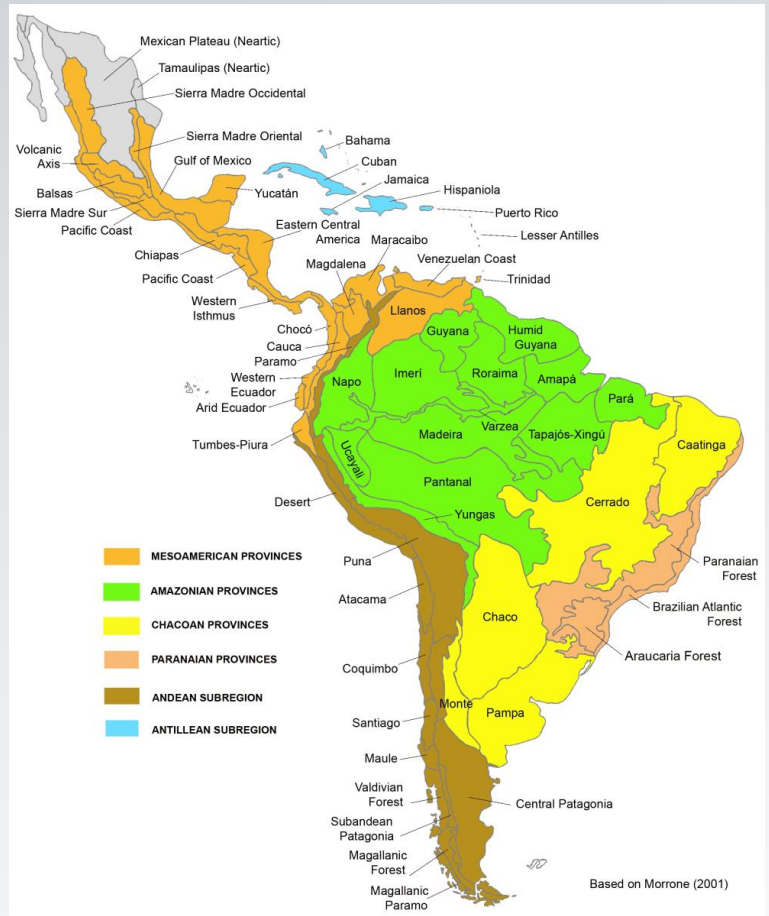 Mexican Plateau (Neartic)
Tamaulipas (Neartic)
Sierra Madre Occidental
Sierra Madre Oriental
Volcanic
Axis
Gulf of Mexico
Balsas
Yucatán
Sierra Madre Sur
Pacific Coast
Bahama
Cuban
Jamaica
Hispaniola
Puerto Rico
Lesser Antilles
Eastern Central
America
Maracaibo
Chiapas
Magdalena
Venezuelan Coast
Pacific Coast
Trinidad
Western
Isthmus
Llanos
Chocó
Guyana
Humid
Guyana
Cauca
Paramo
Western
Ecuador
Napo
Imerí
Roraima
Amapá
Arid Ecuador
Pará
Varzea
Tumbes-Piura
Madeira
Tapajós-Xingú
Caatinga
Ucayali
Pantanal
Cerrado
Desert
Yungas
Puna
Paranaian
Forest
Atacama
Chaco
Brazilian Atlantic
Forest
Araucaria Forest
Coquimbo
Monte
Pampa
Santiago
Maule
Valdivian
Forest
Central Patagonia
Subandean
Patagonia
Magallanic
Forest
Magallanic
Paramo
MESOAMERICAN PROVINCES
AMAZONIAN PROVINCES
CHACOAN PROVINCES
PARANAIAN PROVINCES
ANDEAN SUBREGION
ANTILLEAN SUBREGION
Based on Morrone (2001)